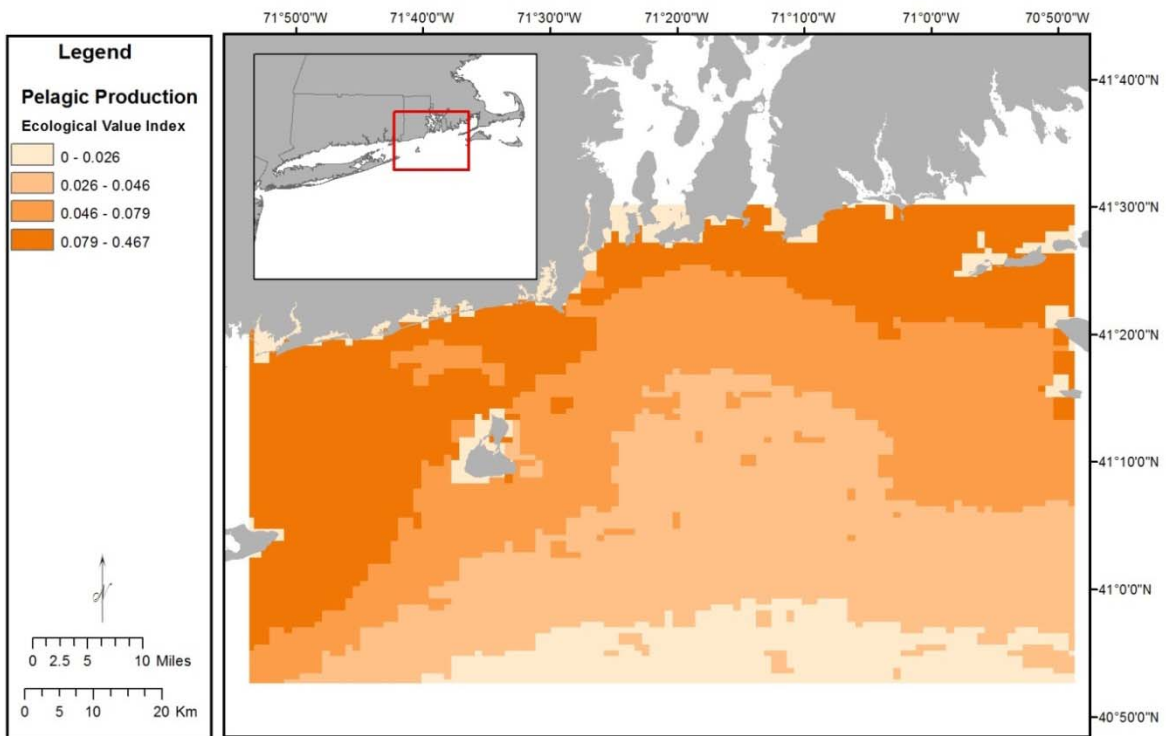 71°50'0"W 71°40'0"W 71°30'0"W 71°20'0"W 71°10'0"W 71°0'0"W 70°50'0"W
Legend
Pelagic Production
Ecological Value Index
0 - 0.026
0.026 - 0.046
0.046 - 0.079
0.079 - 0.467
N
0 2.5 5 10 Miles
0 5 10 20 Km
41°40'0"N
41°30'0"N
41°20'0"N
41°10'0"N
41°0'0"N
40°50'0"N